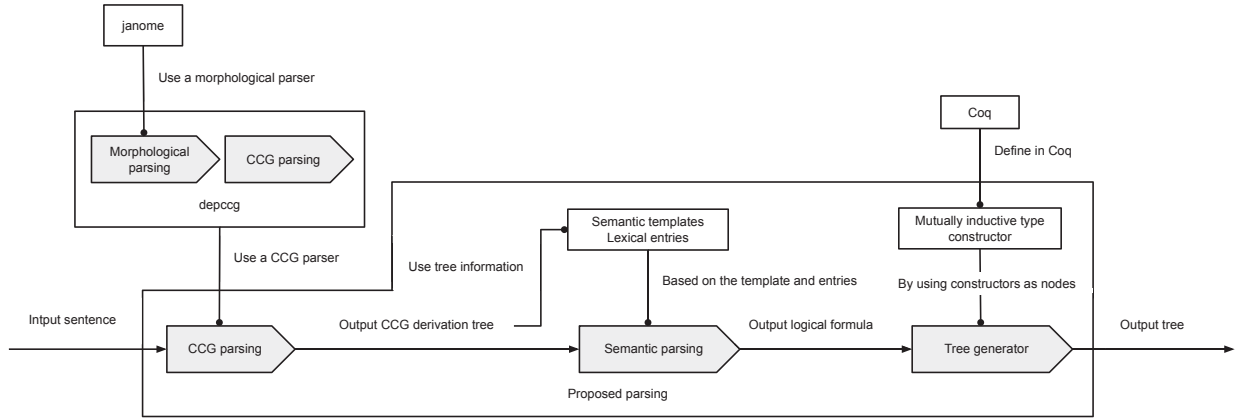 janome
Use a morphological parser
Coq
Define in Coq
Morphological
parsing
CCG parsing
depccg
Use a CCG parser
Semantic templates
Lexical entries
Mutually inductive type
constructor
Use tree information
Based on the template and entries
By using constructors as nodes
Intput sentence
Output CCG derivation tree
Output logical formula
Output tree
CCG parsing
Semantic parsing
Tree generator
Proposed parsing